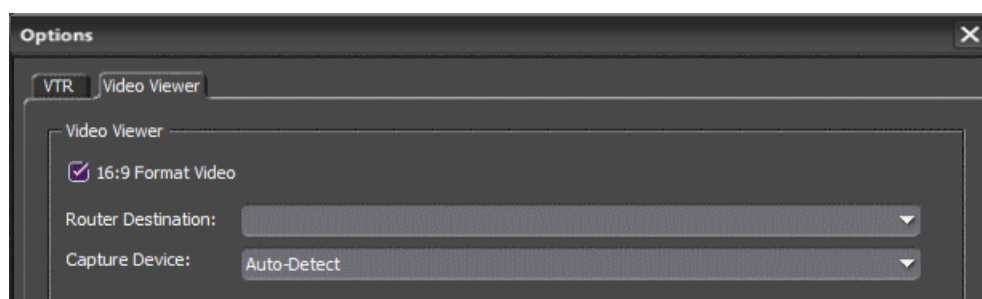 Options
VTR Video Viewer
Video Viewer
16:9 Format Video
Router Destination:
Capture Device: Auto-Detect